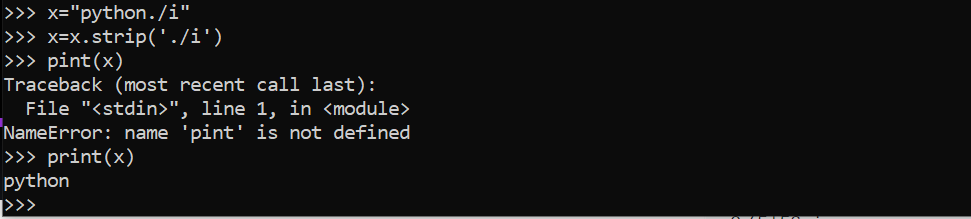 >>> x="python./i"
>>> x=x.strip('./i')
>>> pint(x)
Traceback (most recent call last):
  File "<stdin>", line 1, in <module>
NameError: name 'pint' is not defined
>>> print(x)
python
>>>